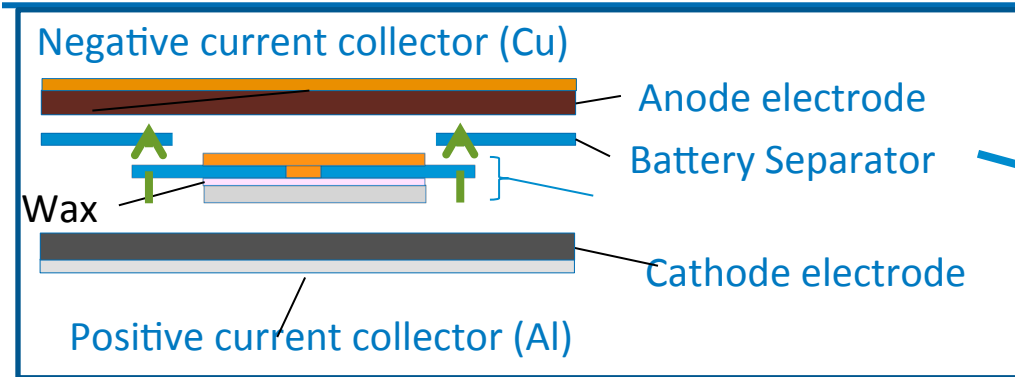 Negative current collector (Cu)
Anode electrode
Battery Separator
Wax
Cathode electrode
Positive current collector (Al)